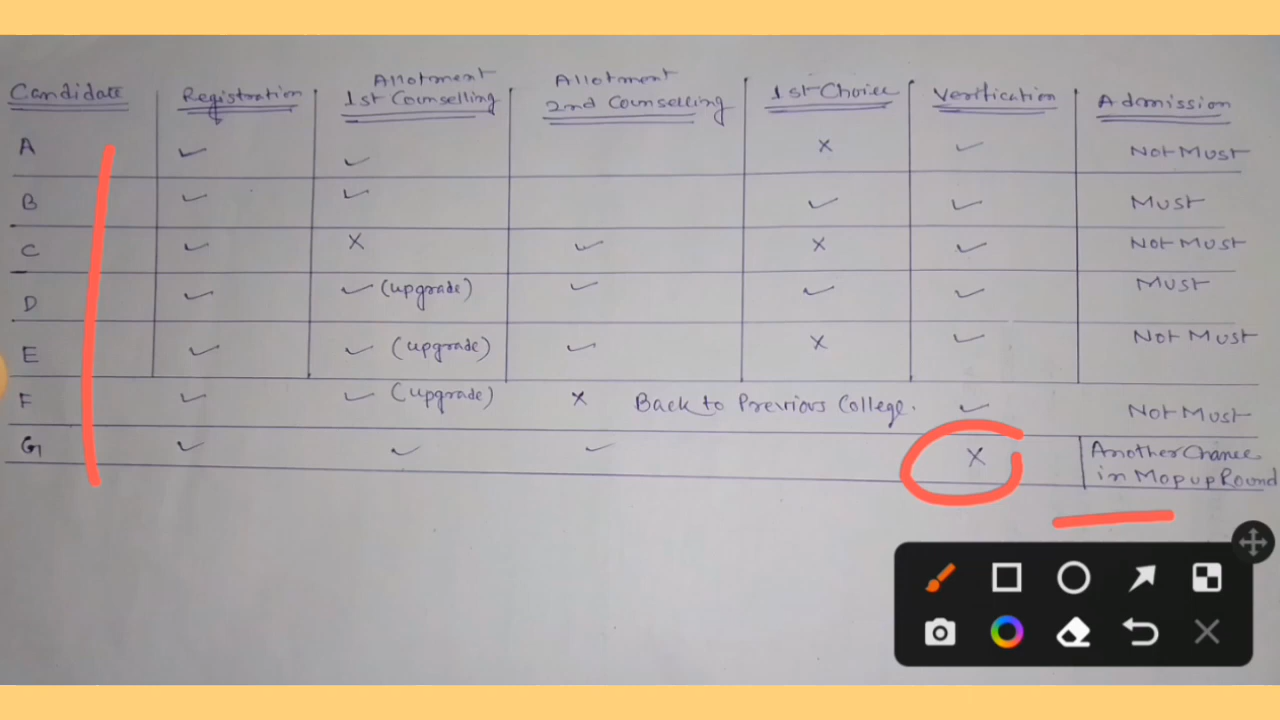 Candidate Registration Allotment 1st Counselling Allotment 2nd Counselling 1st Choice Verification Admission
A ✓ ✓ × ✓ Not Must
B ✓ ✓ ✓ ✓ Must
C ✓ × ✓ × ✓ Not Must
D ✓ ✓ (upgrade) ✓ ✓ ✓ Must
E ✓ ✓ (upgrade) ✓ × ✓ Not Must
F ✓ ✓ (upgrade) × Back to Previous College. ✓ Not Must
G ✓ ✓ ✓ × Another Chance
in Mopup Round